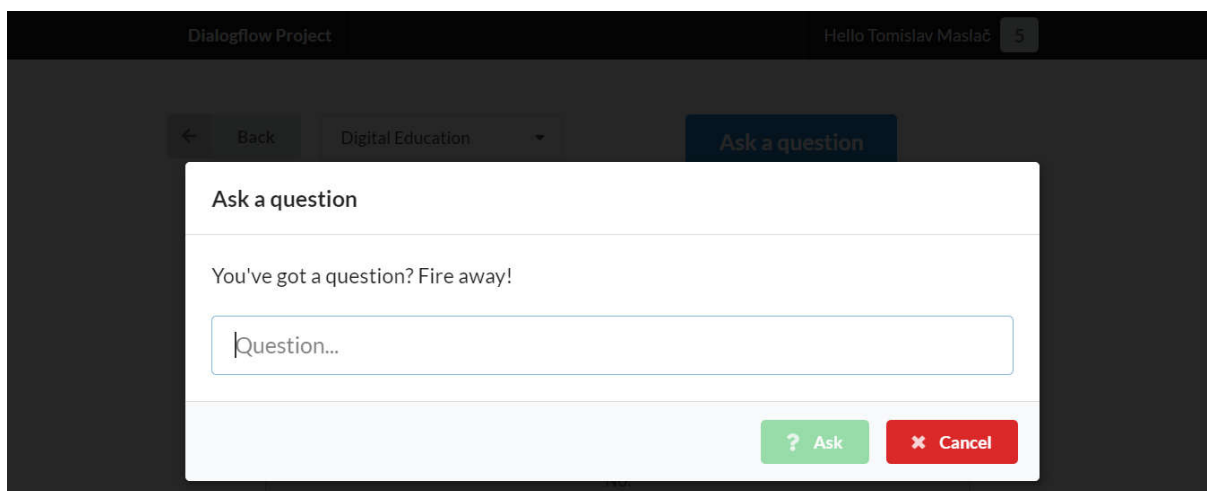 Dialogflow Project
Hello Tomislav Maslač 5
Back
Digital Education
Ask a question
Ask a question
You've got a question? Fire away!
Question...
? Ask
Cancel
No.